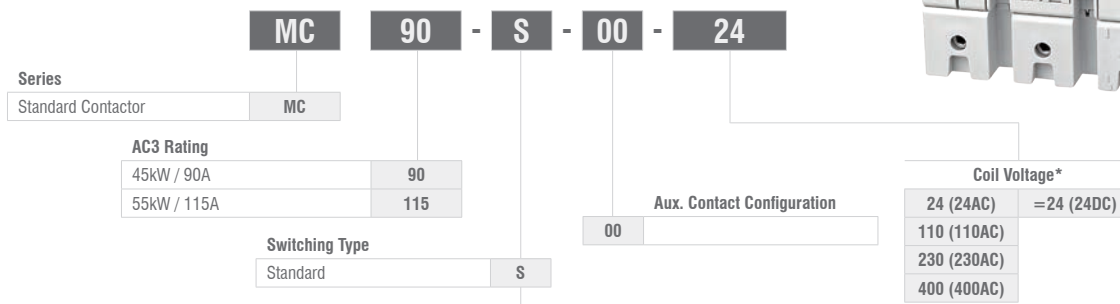 MC 90 - S - 00 - 24
Series
Standard Contactor MC
AC3 Rating
45kW / 90A 90
55kW / 115A 115
Switching Type
Standard S
Aux. Contact Configuration
00
Coil Voltage*
24 (24AC) =24 (24DC)
110 (110AC)
230 (230AC)
400 (400AC)